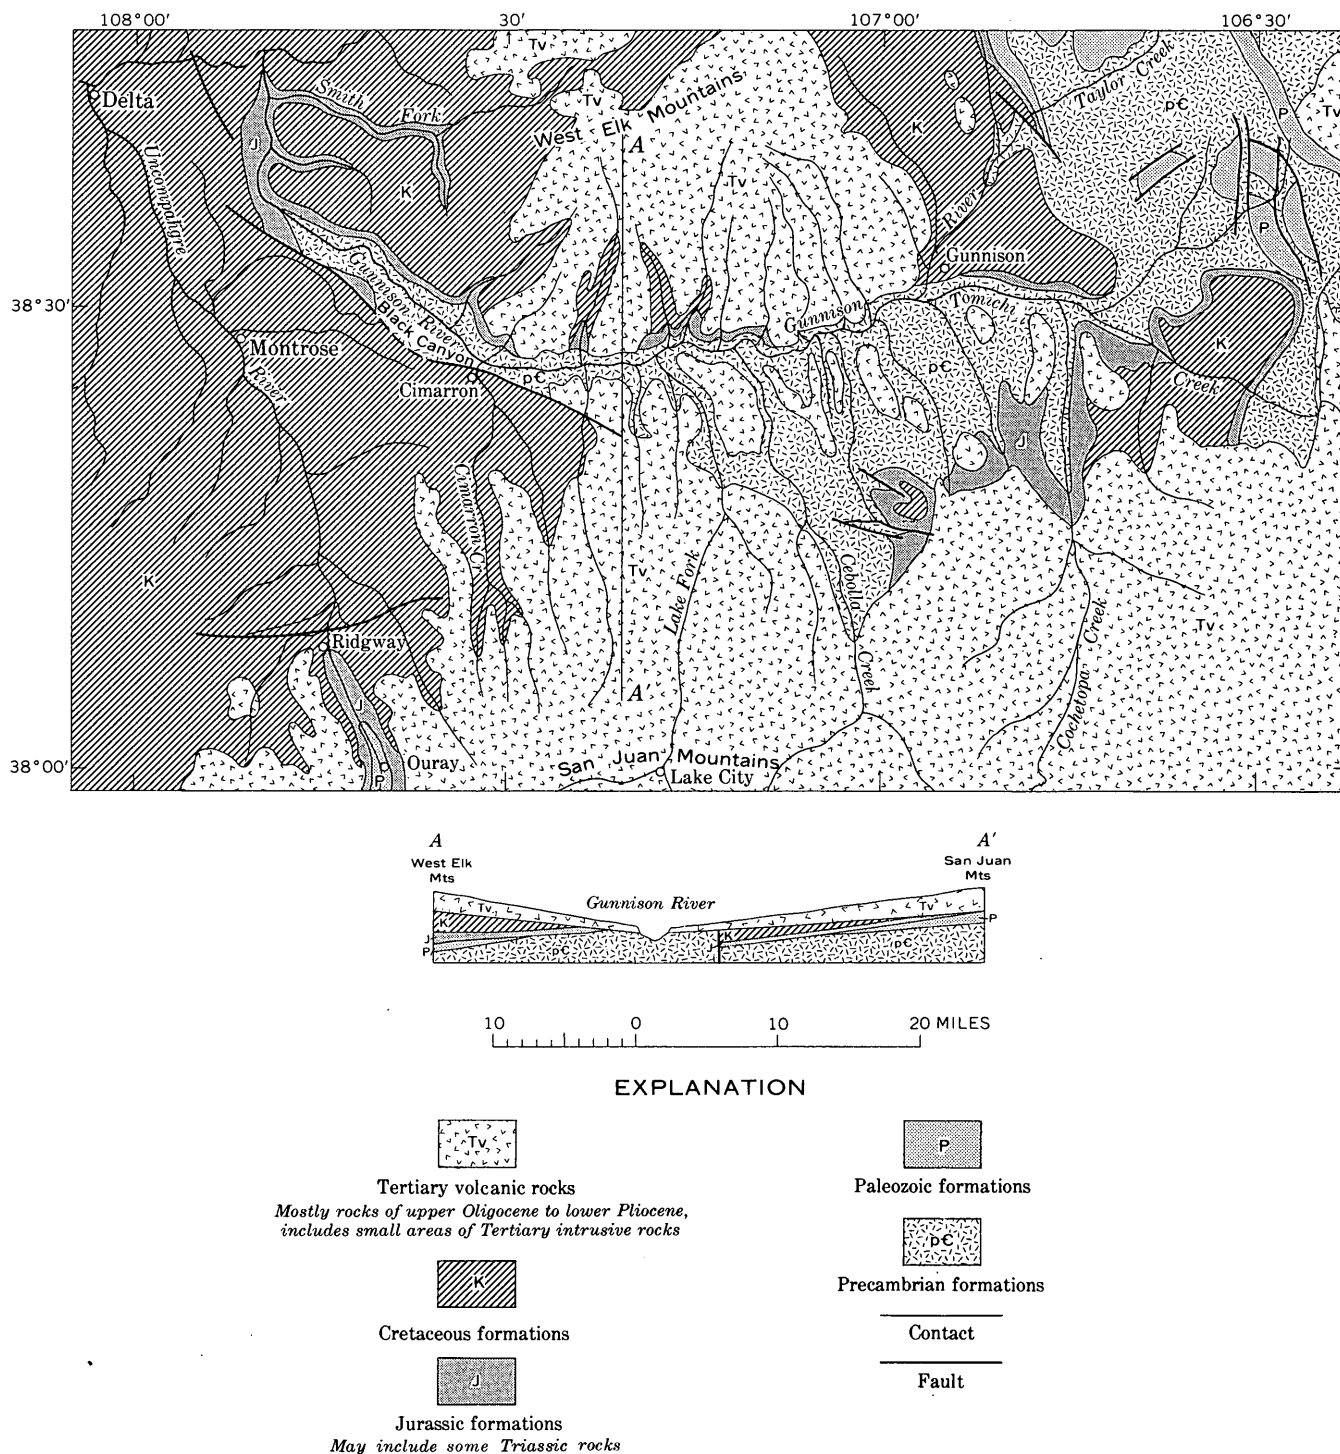 108°00′
30′
107°00′
106°30′
38°30′
38°00′
Delta
Smith
Fork
Tv
Tv
West Elk Mountains
A
K
Taylor Creek
pЄ
P
Tv
J
K
Tv
P
Uncompahgre
River
Gunnison River
Black Canyon
Montrose
Cimarron
pЄ
Gunnison
River
Gunnison
Tomichi
Creek
K
pЄ
J
Cimarron Cr
K
Tv
Lake Fork
Cebolla
Creek
Cochetopa Creek
Tv
Ridgway
J
A′
Ouray
P
San Juan Mountains
Lake City
A
A′
West Elk
Mts
San Juan
Mts
Gunnison River
Tv
Tv
K
K
J
J
P
P
pЄ
pЄ
10 0 10 20 MILES
EXPLANATION
Tv
Tertiary volcanic rocks
Mostly rocks of upper Oligocene to lower Pliocene,
includes small areas of Tertiary intrusive rocks
K
Cretaceous formations
J
Jurassic formations
May include some Triassic rocks
P
Paleozoic formations
pЄ
Precambrian formations
Contact
Fault